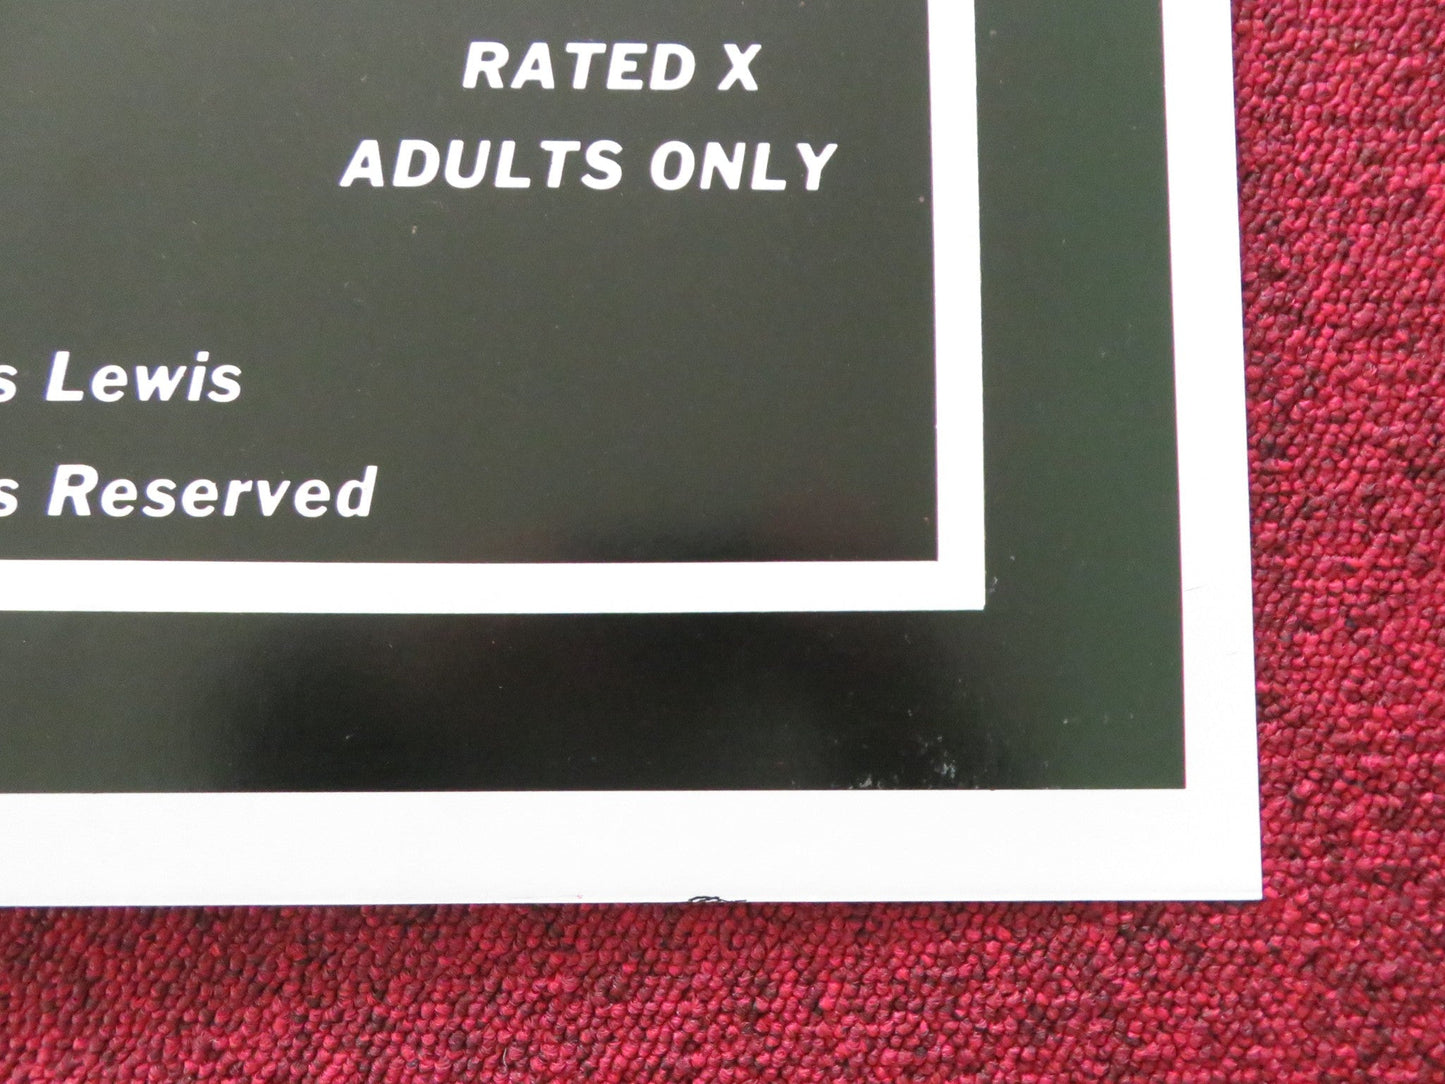 RATED X
ADULTS ONLY
s Lewis
s Reserved